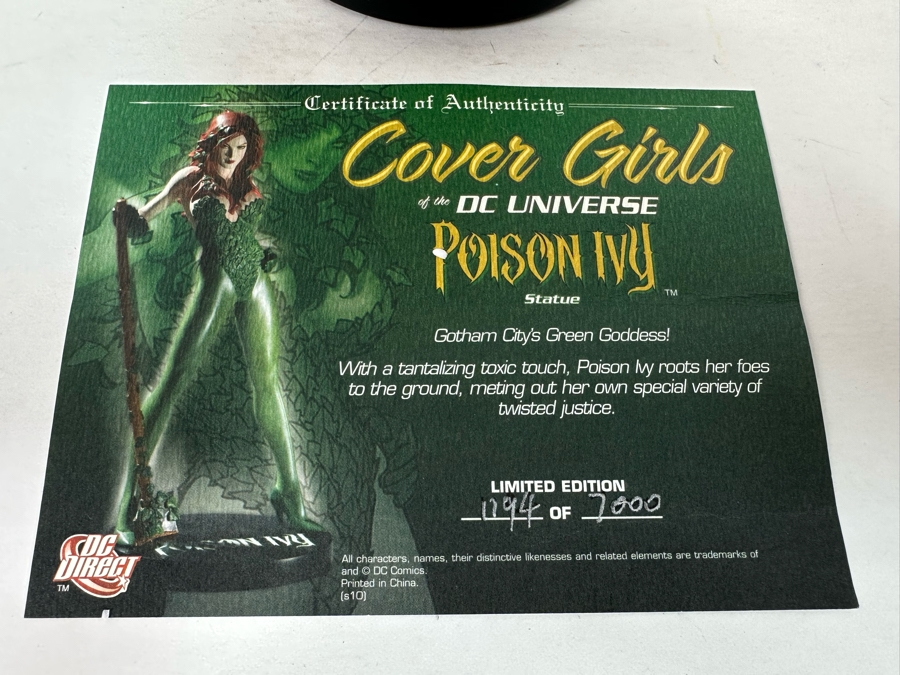 Certificate of Authenticity
Cover Girls
of the DC UNIVERSE
POISON IVY
TM
Statue
Gotham City's Green Goddess!
With a tantalizing toxic touch, Poison Ivy roots her foes
to the ground, meting out her own special variety of
twisted justice.
LIMITED EDITION
1794 OF 7000
All characters, names, their distinctive likenesses and related elements are trademarks of
and © DC Comics.
Printed in China.
(s10)
DC
DIRECT
TM
POISON IVY